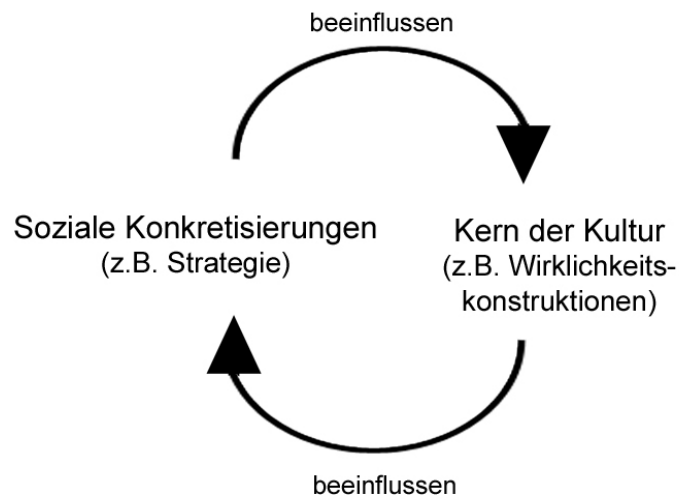 beeinflussen
Soziale Konkretisierungen
(z.B. Strategie)
Kern der Kultur
(z.B. Wirklichkeits-
konstruktionen)
beeinflussen